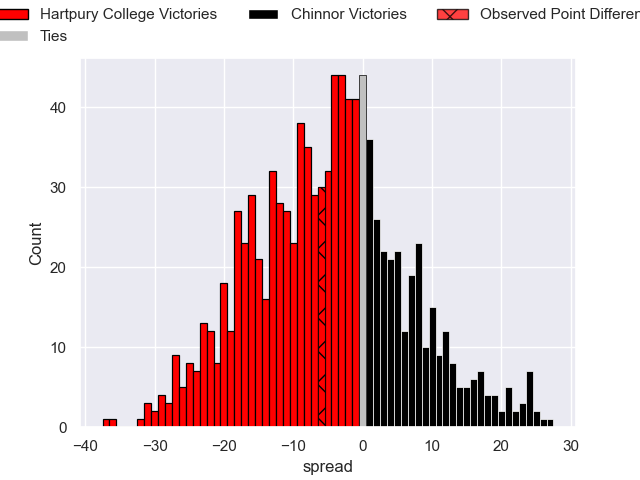 Hartpury College Victories Chinnor Victories Observed Point Differen
Ties
40
30
20
10
0
Count
−40 −30 −20 −10 0 10 20 30
spread